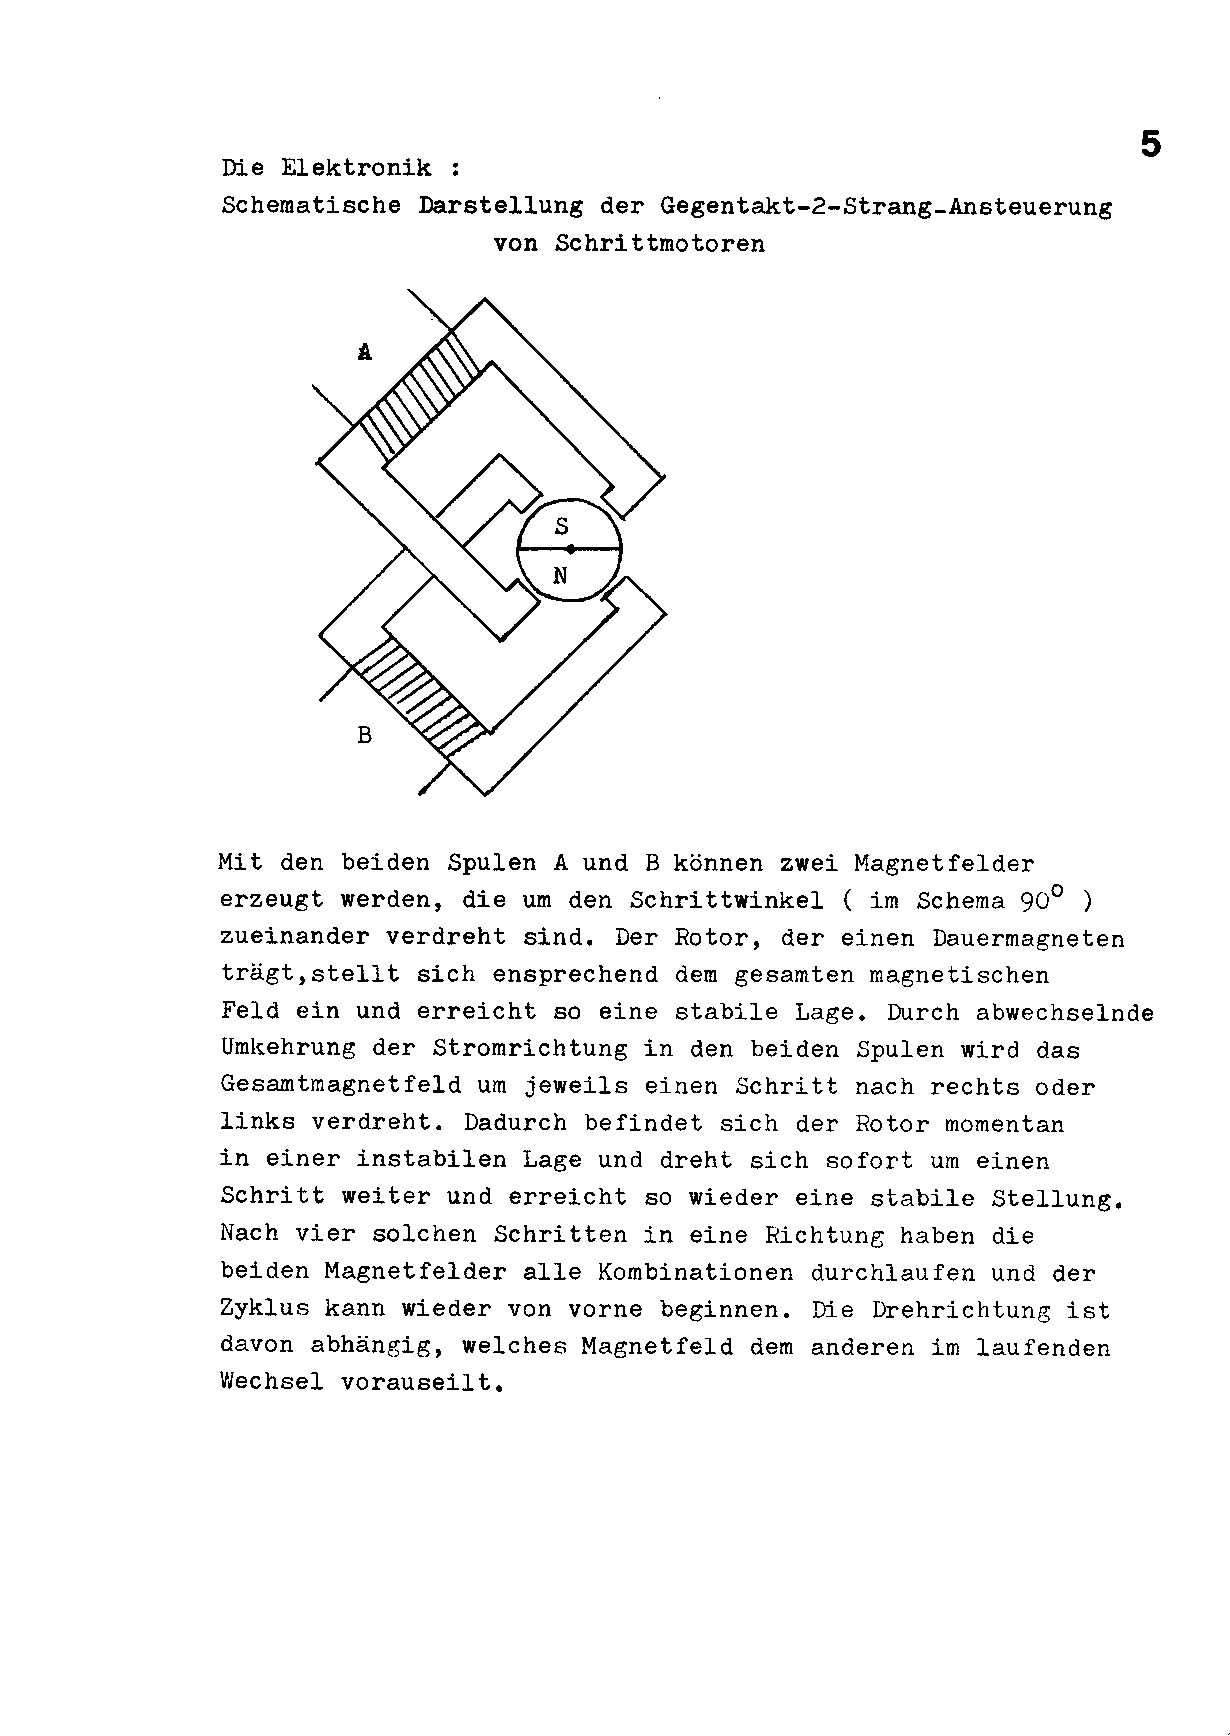 5
Die Elektronik :
Schematische Darstellung der Gegentakt-2-Strang-Ansteuerung
von Schrittmotoren
A
S
N
B
Mit den beiden Spulen A und B können zwei Magnetfelder
erzeugt werden, die um den Schrittwinkel ( im Schema 90° )
zueinander verdreht sind. Der Rotor, der einen Dauermagneten
trägt,stellt sich ensprechend dem gesamten magnetischen
Feld ein und erreicht so eine stabile Lage. Durch abwechselnde
Umkehrung der Stromrichtung in den beiden Spulen wird das
Gesamtmagnetfeld um jeweils einen Schritt nach rechts oder
links verdreht. Dadurch befindet sich der Rotor momentan
in einer instabilen Lage und dreht sich sofort um einen
Schritt weiter und erreicht so wieder eine stabile Stellung.
Nach vier solchen Schritten in eine Richtung haben die
beiden Magnetfelder alle Kombinationen durchlaufen und der
Zyklus kann wieder von vorne beginnen. Die Drehrichtung ist
davon abhängig, welches Magnetfeld dem anderen im laufenden
Wechsel vorauseilt.